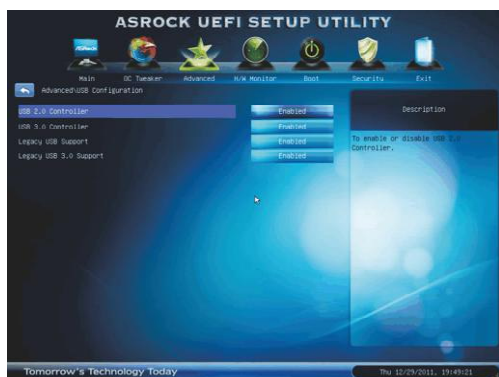 ASROCK UEFI SETUP UTILITY
ASRock
Main OC Tweaker Advanced H/W Monitor Boot Security Exit
Advanced\USB Configuration
USB 2.0 Controller Enabled
USB 3.0 Controller Enabled
Legacy USB Support Enabled
Legacy USB 3.0 Support Enabled
Description
To enable or disable USB 2.0
Controller.
Tomorrow's Technology Today
Thu 12/29/2011, 19:49:21